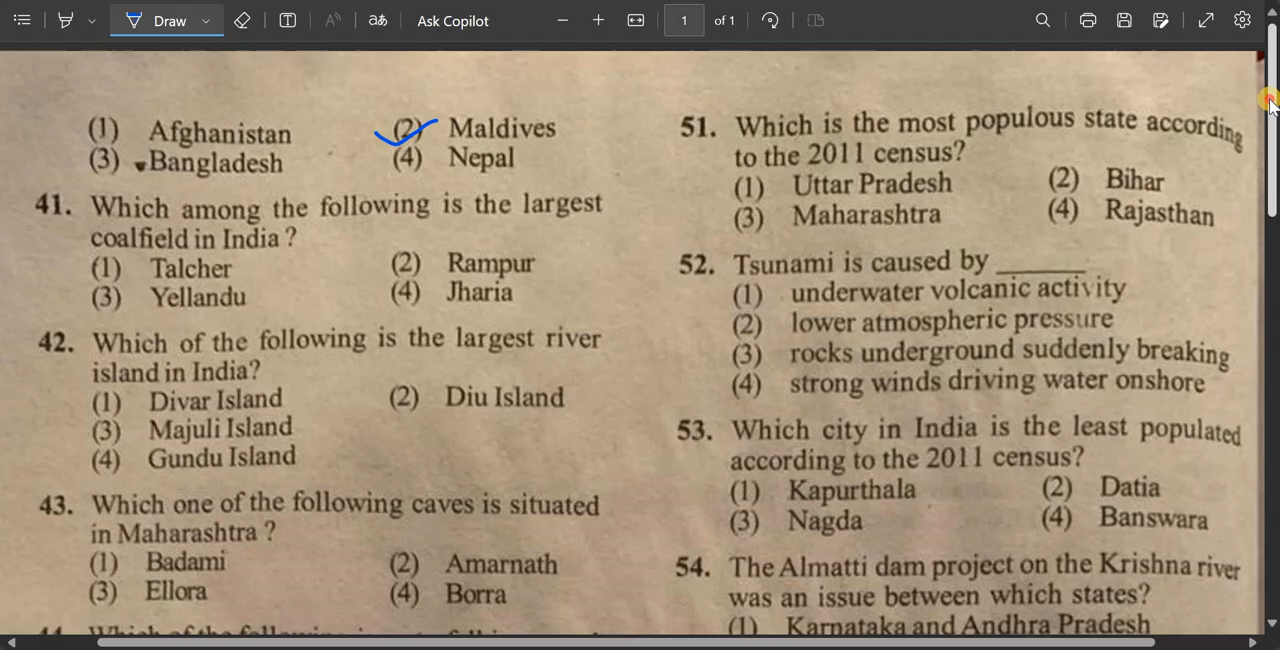 Draw
Ask Copilot
1 of 1
(1) Afghanistan (2) Maldives
(3) Bangladesh (4) Nepal
41. Which among the following is the largest
coalfield in India ?
(1) Talcher (2) Rampur
(3) Yellandu (4) Jharia
42. Which of the following is the largest river
island in India?
(1) Divar Island (2) Diu Island
(3) Majuli Island
(4) Gundu Island
43. Which one of the following caves is situated
in Maharashtra ?
(1) Badami (2) Amarnath
(3) Ellora (4) Borra
51. Which is the most populous state according
to the 2011 census?
(1) Uttar Pradesh (2) Bihar
(3) Maharashtra (4) Rajasthan
52. Tsunami is caused by ______
(1) underwater volcanic activity
(2) lower atmospheric pressure
(3) rocks underground suddenly breaking
(4) strong winds driving water onshore
53. Which city in India is the least populated
according to the 2011 census?
(1) Kapurthala (2) Datia
(3) Nagda (4) Banswara
54. The Almatti dam project on the Krishna river
was an issue between which states?
(1) Karnataka and Andhra Pradesh